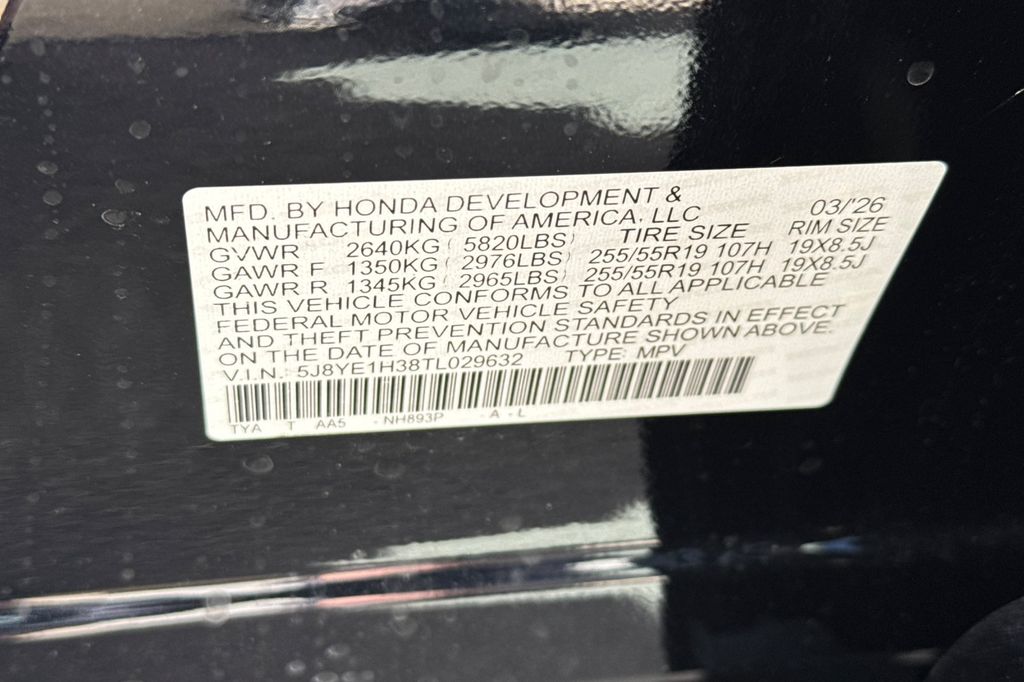 MFD. BY HONDA DEVELOPMENT &
MANUFACTURING OF AMERICA, LLC 03/'26
GVWR 2640KG ( 5820LBS) TIRE SIZE RIM SIZE
GAWR F 1350KG ( 2976LBS) 255/55R19 107H 19X8.5J
GAWR R 1345KG ( 2965LBS) 255/55R19 107H 19X8.5J
THIS VEHICLE CONFORMS TO ALL APPLICABLE
FEDERAL MOTOR VEHICLE SAFETY
AND THEFT PREVENTION STANDARDS IN EFFECT
ON THE DATE OF MANUFACTURE SHOWN ABOVE.
V.I.N. : 5J8YE1H38TL029632 TYPE: MPV
TYA T AA5 - NH893P - A - L